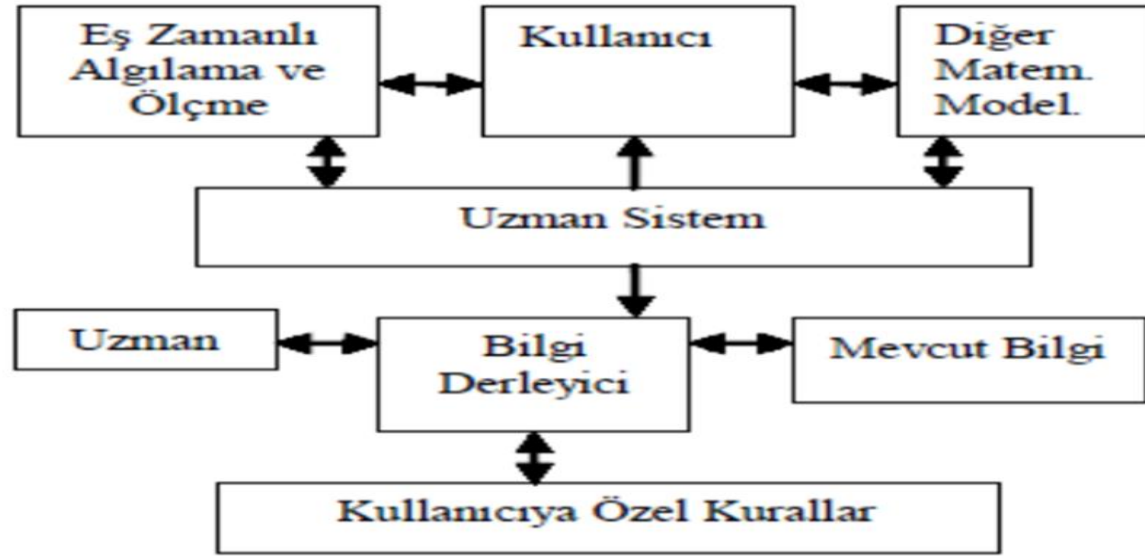 Eş Zamanlı
Algılama ve
Ölçme
Kullanıcı
Diğer
Matem.
Model.
Uzman Sistem
Uzman
Bilgi
Derleyici
Mevcut Bilgi
Kullanıcıya Özel Kurallar